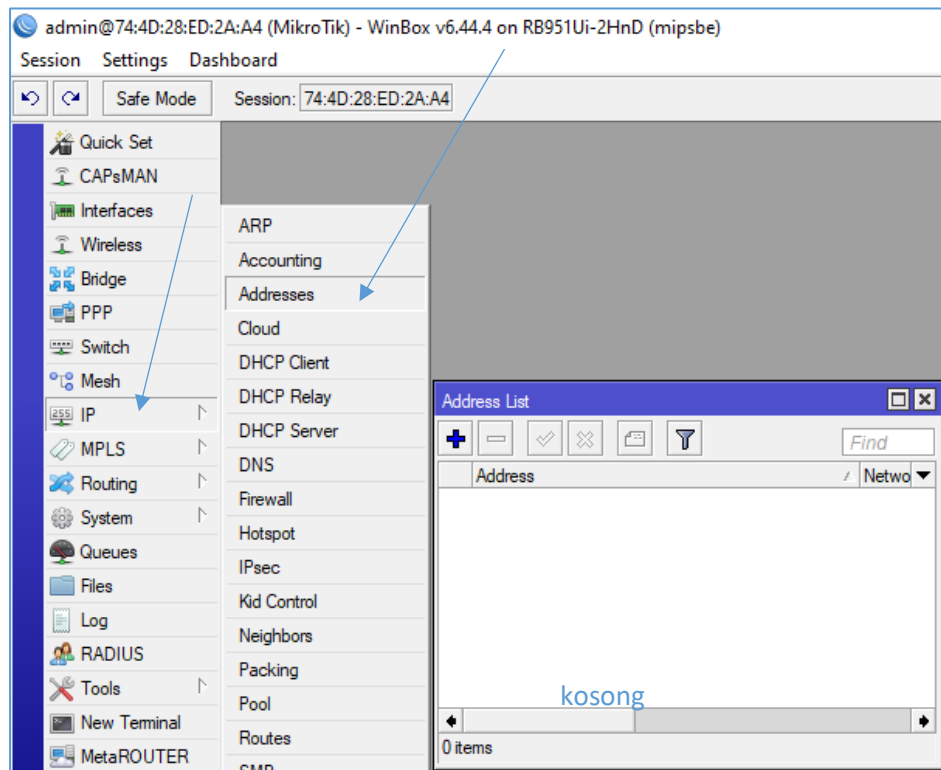 admin@74:4D:28:ED:2A:A4 (MikroTik) - WinBox v6.44.4 on RB951Ui-2HnD (mipsbe)
Session Settings Dashboard
Safe Mode Session: 74:4D:28:ED:2A:A4
Quick Set
CAPsMAN
Interfaces
Wireless
Bridge
PPP
Switch
Mesh
255 IP
MPLS
Routing
System
Queues
Files
Log
RADIUS
Tools
New Terminal
MetaROUTER
ARP
Accounting
Addresses
Cloud
DHCP Client
DHCP Relay
DHCP Server
DNS
Firewall
Hotspot
IPsec
Kid Control
Neighbors
Packing
Pool
Routes
SMB
Address List
Find
Address Netwo
kosong
0 items